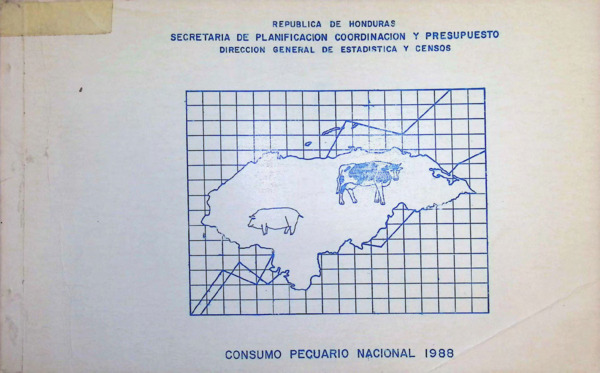 REPUBLICA DE HONDURAS
SECRETARIA DE PLANIFICACION COORDINACION Y PRESUPUESTO
DIRECCION GENERAL DE ESTADISTICA Y CENSOS
CONSUMO PECUARIO NACIONAL 1988